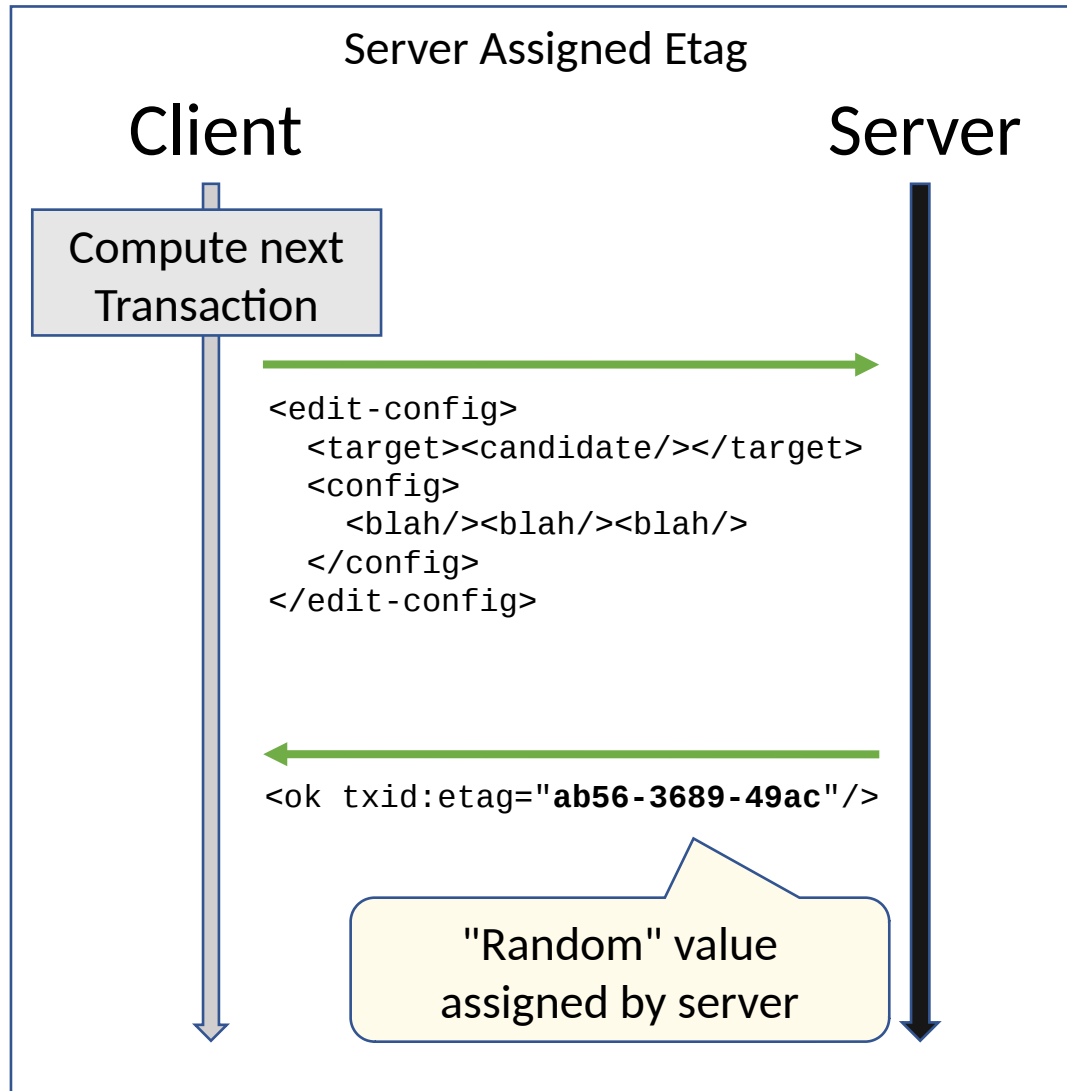 Server Assigned Etag
Client
Server
Compute next
Transaction
<edit-config>
  <target><candidate/></target>
  <config>
    <blah/><blah/><blah/>
  </config>
</edit-config>
<ok txid:etag="ab56-3689-49ac"/>
"Random" value
assigned by server